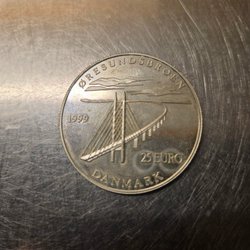 ØRESUNDSBROEN
1999
25 EURO
DANMARK